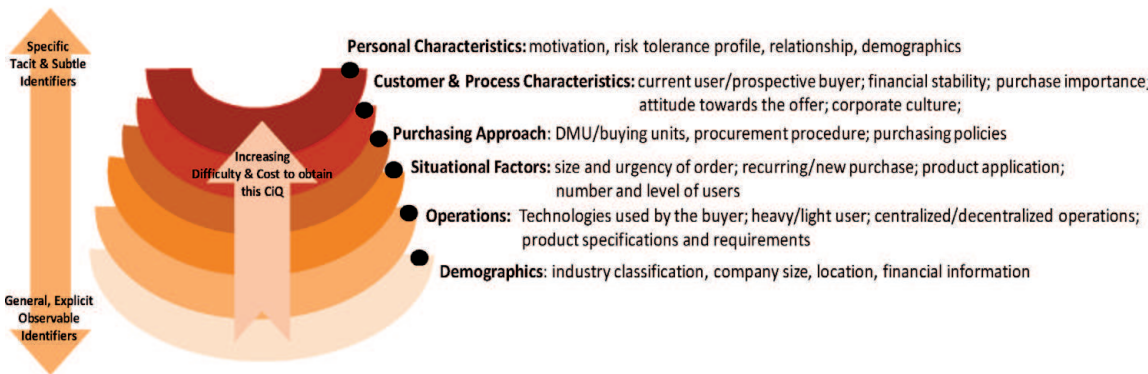 Specific
Tacit & Subtle
Identifiers
Personal Characteristics: motivation, risk tolerance profile, relationship, demographics
Customer & Process Characteristics: current user/prospective buyer; financial stability; purchase importance;
attitude towards the offer; corporate culture;
Purchasing Approach: DMU/buying units, procurement procedure; purchasing policies
Increasing
Difficulty & Cost to obtain
this CiQ
Situational Factors: size and urgency of order; recurring/new purchase; product application;
number and level of users
Operations: Technologies used by the buyer; heavy/light user; centralized/decentralized operations;
product specifications and requirements
Demographics: industry classification, company size, location, financial information
General, Explicit
Observable
Identifiers